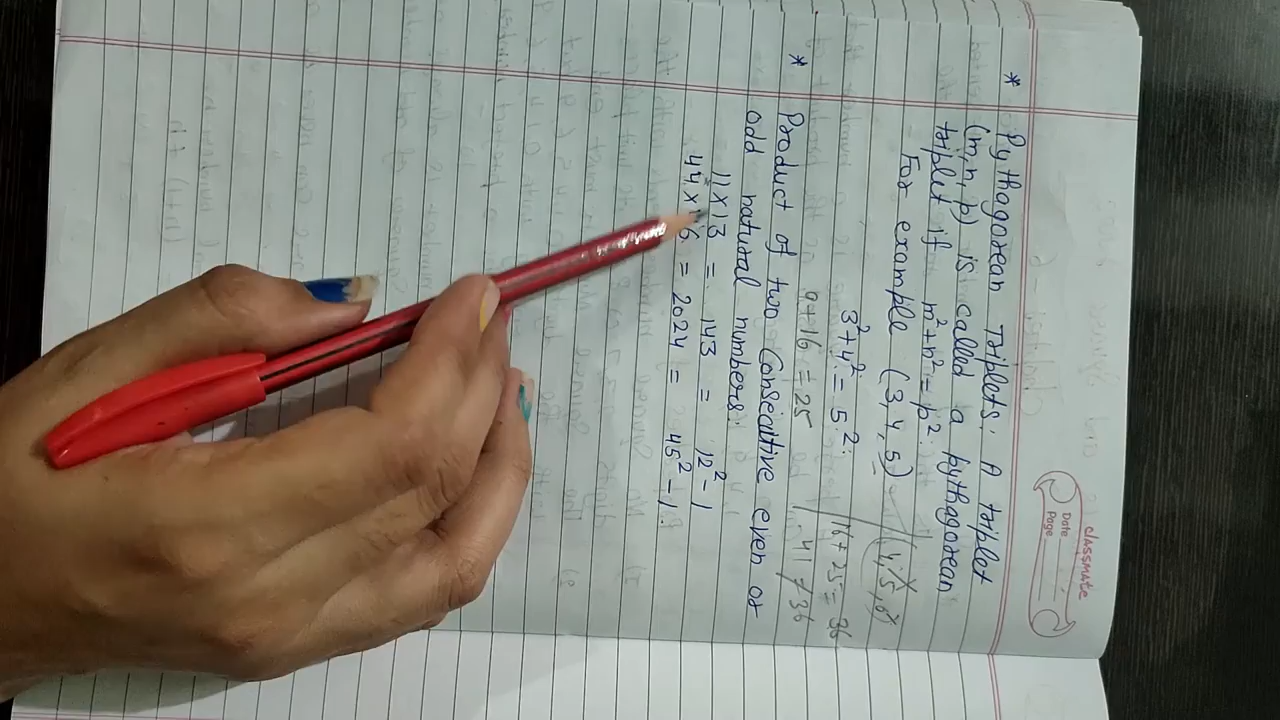 classmate
Date
Page
* Pythagorean Triplets. A triplet
(m, n, p) is called a pythagorean
triplet if m²+n²=p².
For example (3, 4, 5) (4, 5, 6)
3²+4²=5². 16+25=36
9+16=25 41≠36
* Product of two Consecutive even or
odd natural numbers.
11×13 = 143 = 12²-1
44×46 = 2024 = 45²-1.